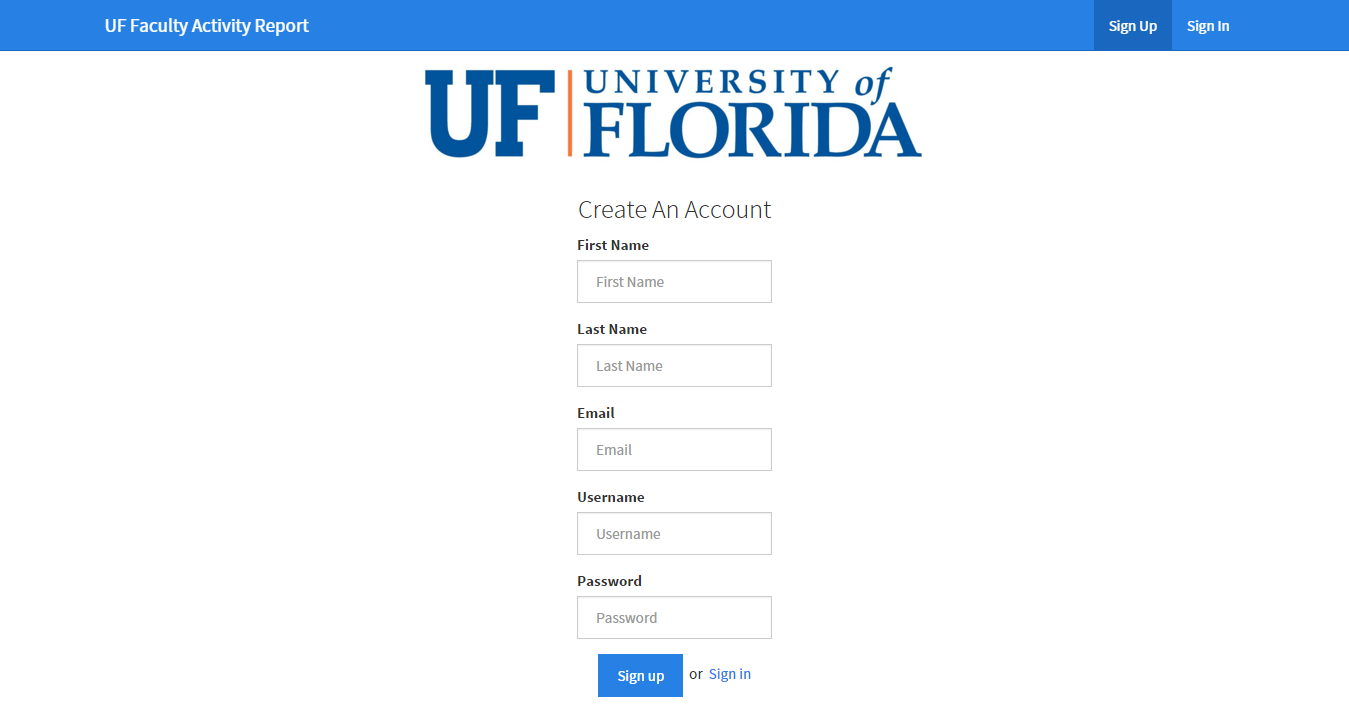 UF Faculty Activity Report
Sign Up
Sign In
UF
UNIVERSITY of
FLORIDA
Create An Account
First Name
First Name
Last Name
Last Name
Email
Email
Username
Username
Password
Password
Sign up or Sign in